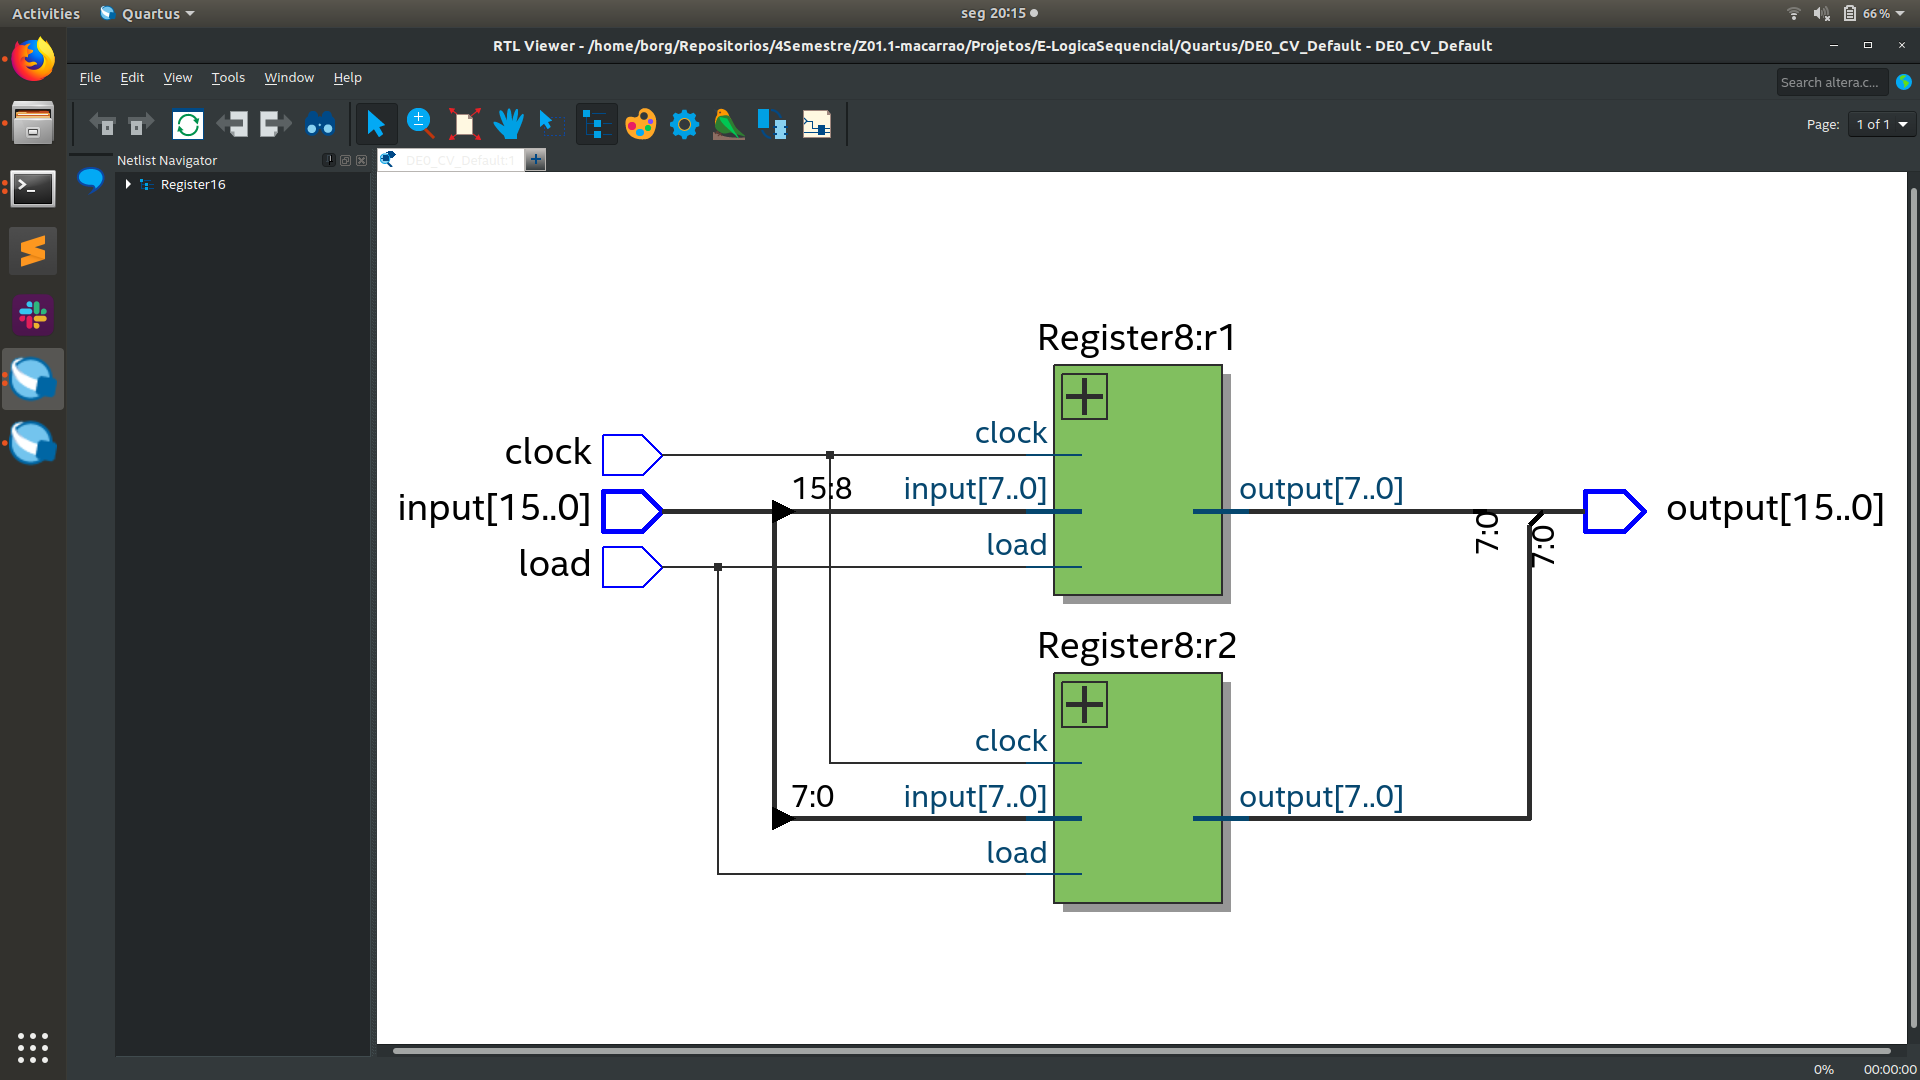 Activities
Quartus
seg 20:15
66%
RTL Viewer - /home/borg/Repositorios/4Semestre/Z01.1-macarrao/Projetos/E-LogicaSequencial/Quartus/DE0_CV_Default - DE0_CV_Default
File Edit View Tools Window Help
Search altera.c...
Page: 1 of 1
Netlist Navigator
DE0_CV_Default:1
Register16
Register8:r1
clock
clock
15:8
input[7..0]
output[7..0]
input[15..0]
output[15..0]
7:0
7:0
load
load
Register8:r2
clock
7:0
input[7..0]
output[7..0]
load
0%
00:00:00